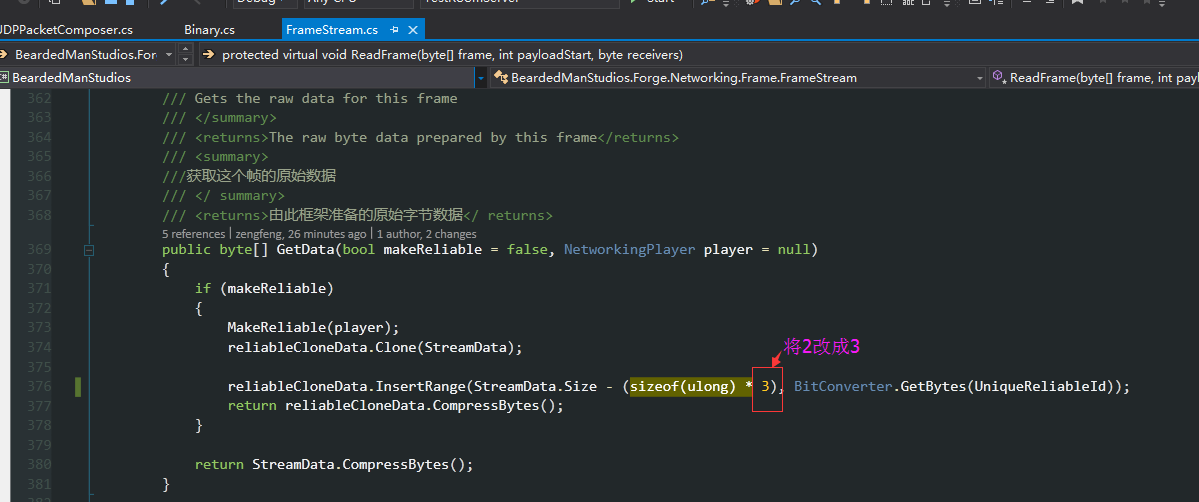 UDPPacketComposer.cs Binary.cs FrameStream.cs
BeardedManStudios.For protected virtual void ReadFrame(byte[] frame, int payloadStart, byte receivers)
BeardedManStudios BeardedManStudios.Forge.Networking.Frame.FrameStream ReadFrame(byte[] frame, int payl
362 /// Gets the raw data for this frame
363 /// </summary>
364 /// <returns>The raw byte data prepared by this frame</returns>
365 /// <summary>
366 ///获取这个帧的原始数据
367 /// </ summary>
368 /// <returns>由此框架准备的原始字节数据</ returns>
5 references | zengfeng, 26 minutes ago | 1 author, 2 changes
369 public byte[] GetData(bool makeReliable = false, NetworkingPlayer player = null)
370 {
371 if (makeReliable)
372 {
373 MakeReliable(player);
374 reliableCloneData.Clone(StreamData);
将2改成3
375
376 reliableCloneData.InsertRange(StreamData.Size - (sizeof(ulong) * 3), BitConverter.GetBytes(UniqueReliableId));
377 return reliableCloneData.CompressBytes();
378 }
379
380 return StreamData.CompressBytes();
381 }